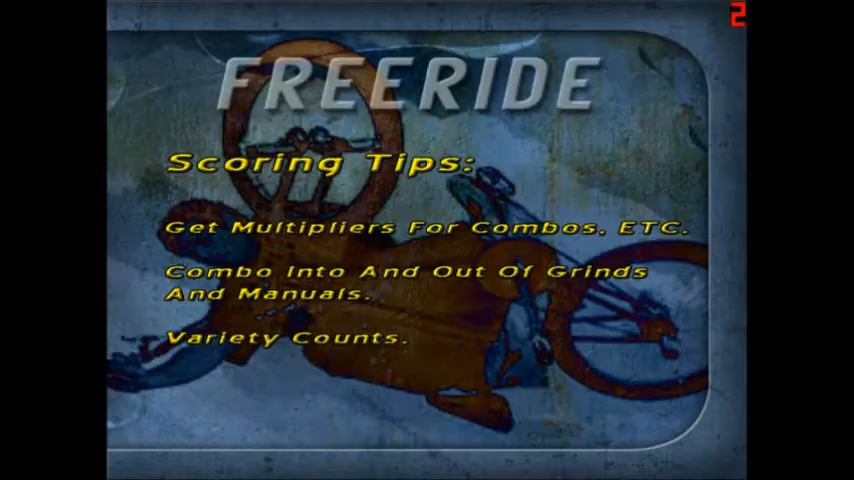 2
FREERIDE
Scoring Tips:
Get Multipliers For Combos, ETC.
Combo Into And Out Of Grinds
And Manuals.
Variety Counts.